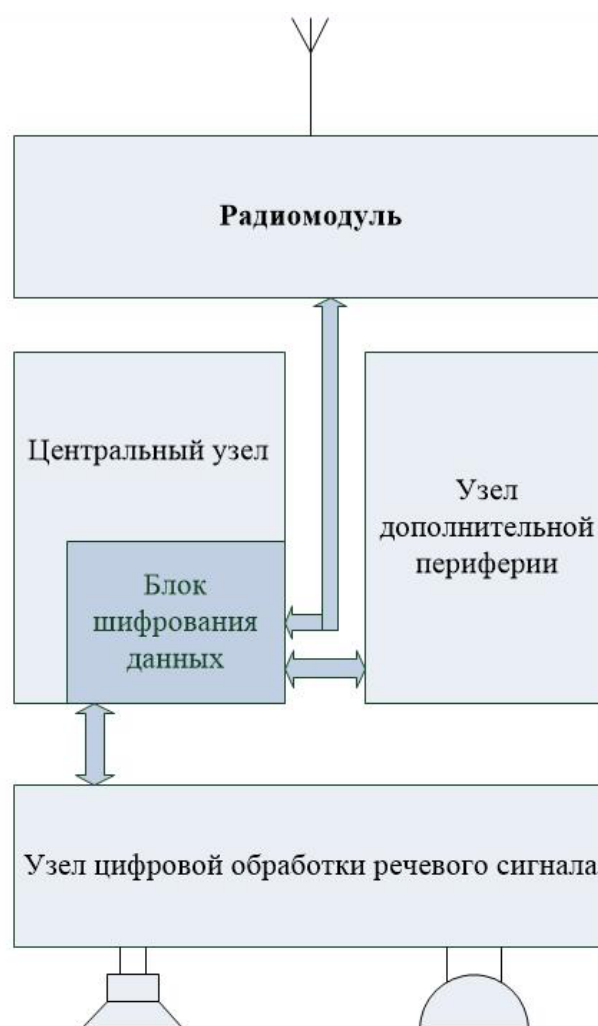 Радиомодуль
Центральный узел
Узел
дополнительной
периферии
Блок
шифрования
данных
Узел цифровой обработки речевого сигнала